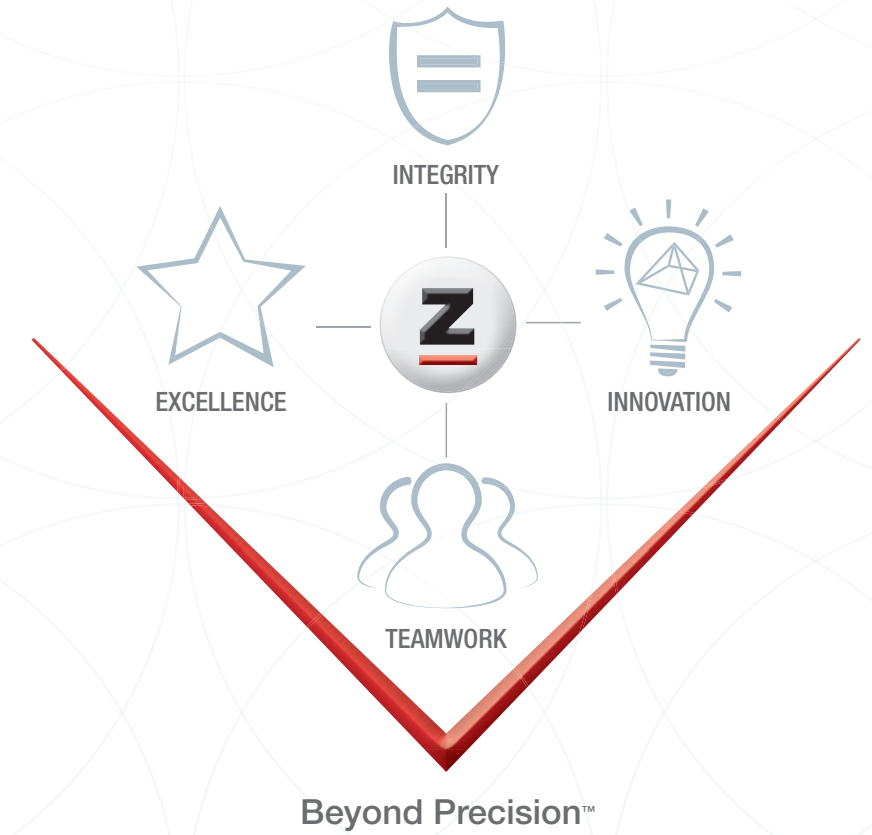 INTEGRITY
EXCELLENCE
Z
INNOVATION
TEAMWORK
Beyond Precision™